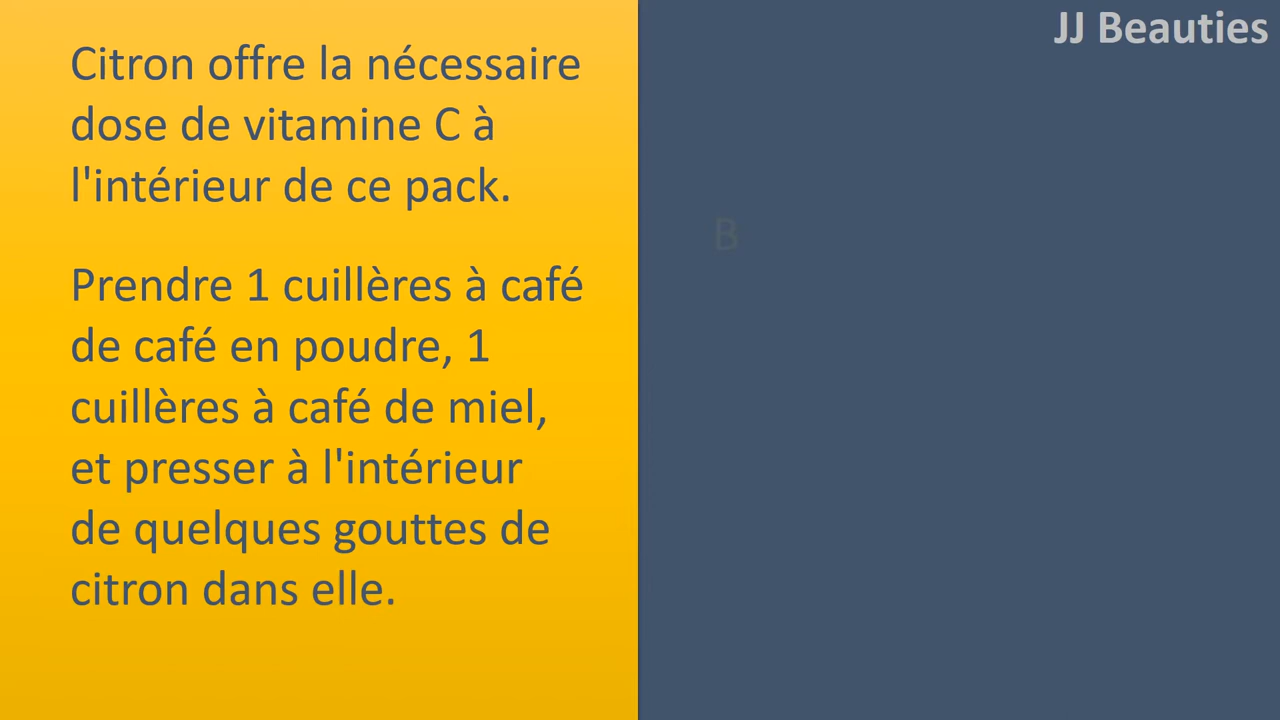 JJ Beauties
Citron offre la nécessaire
dose de vitamine C à
l'intérieur de ce pack.
Prendre 1 cuillères à café
de café en poudre, 1
cuillères à café de miel,
et presser à l'intérieur
de quelques gouttes de
citron dans elle.
B